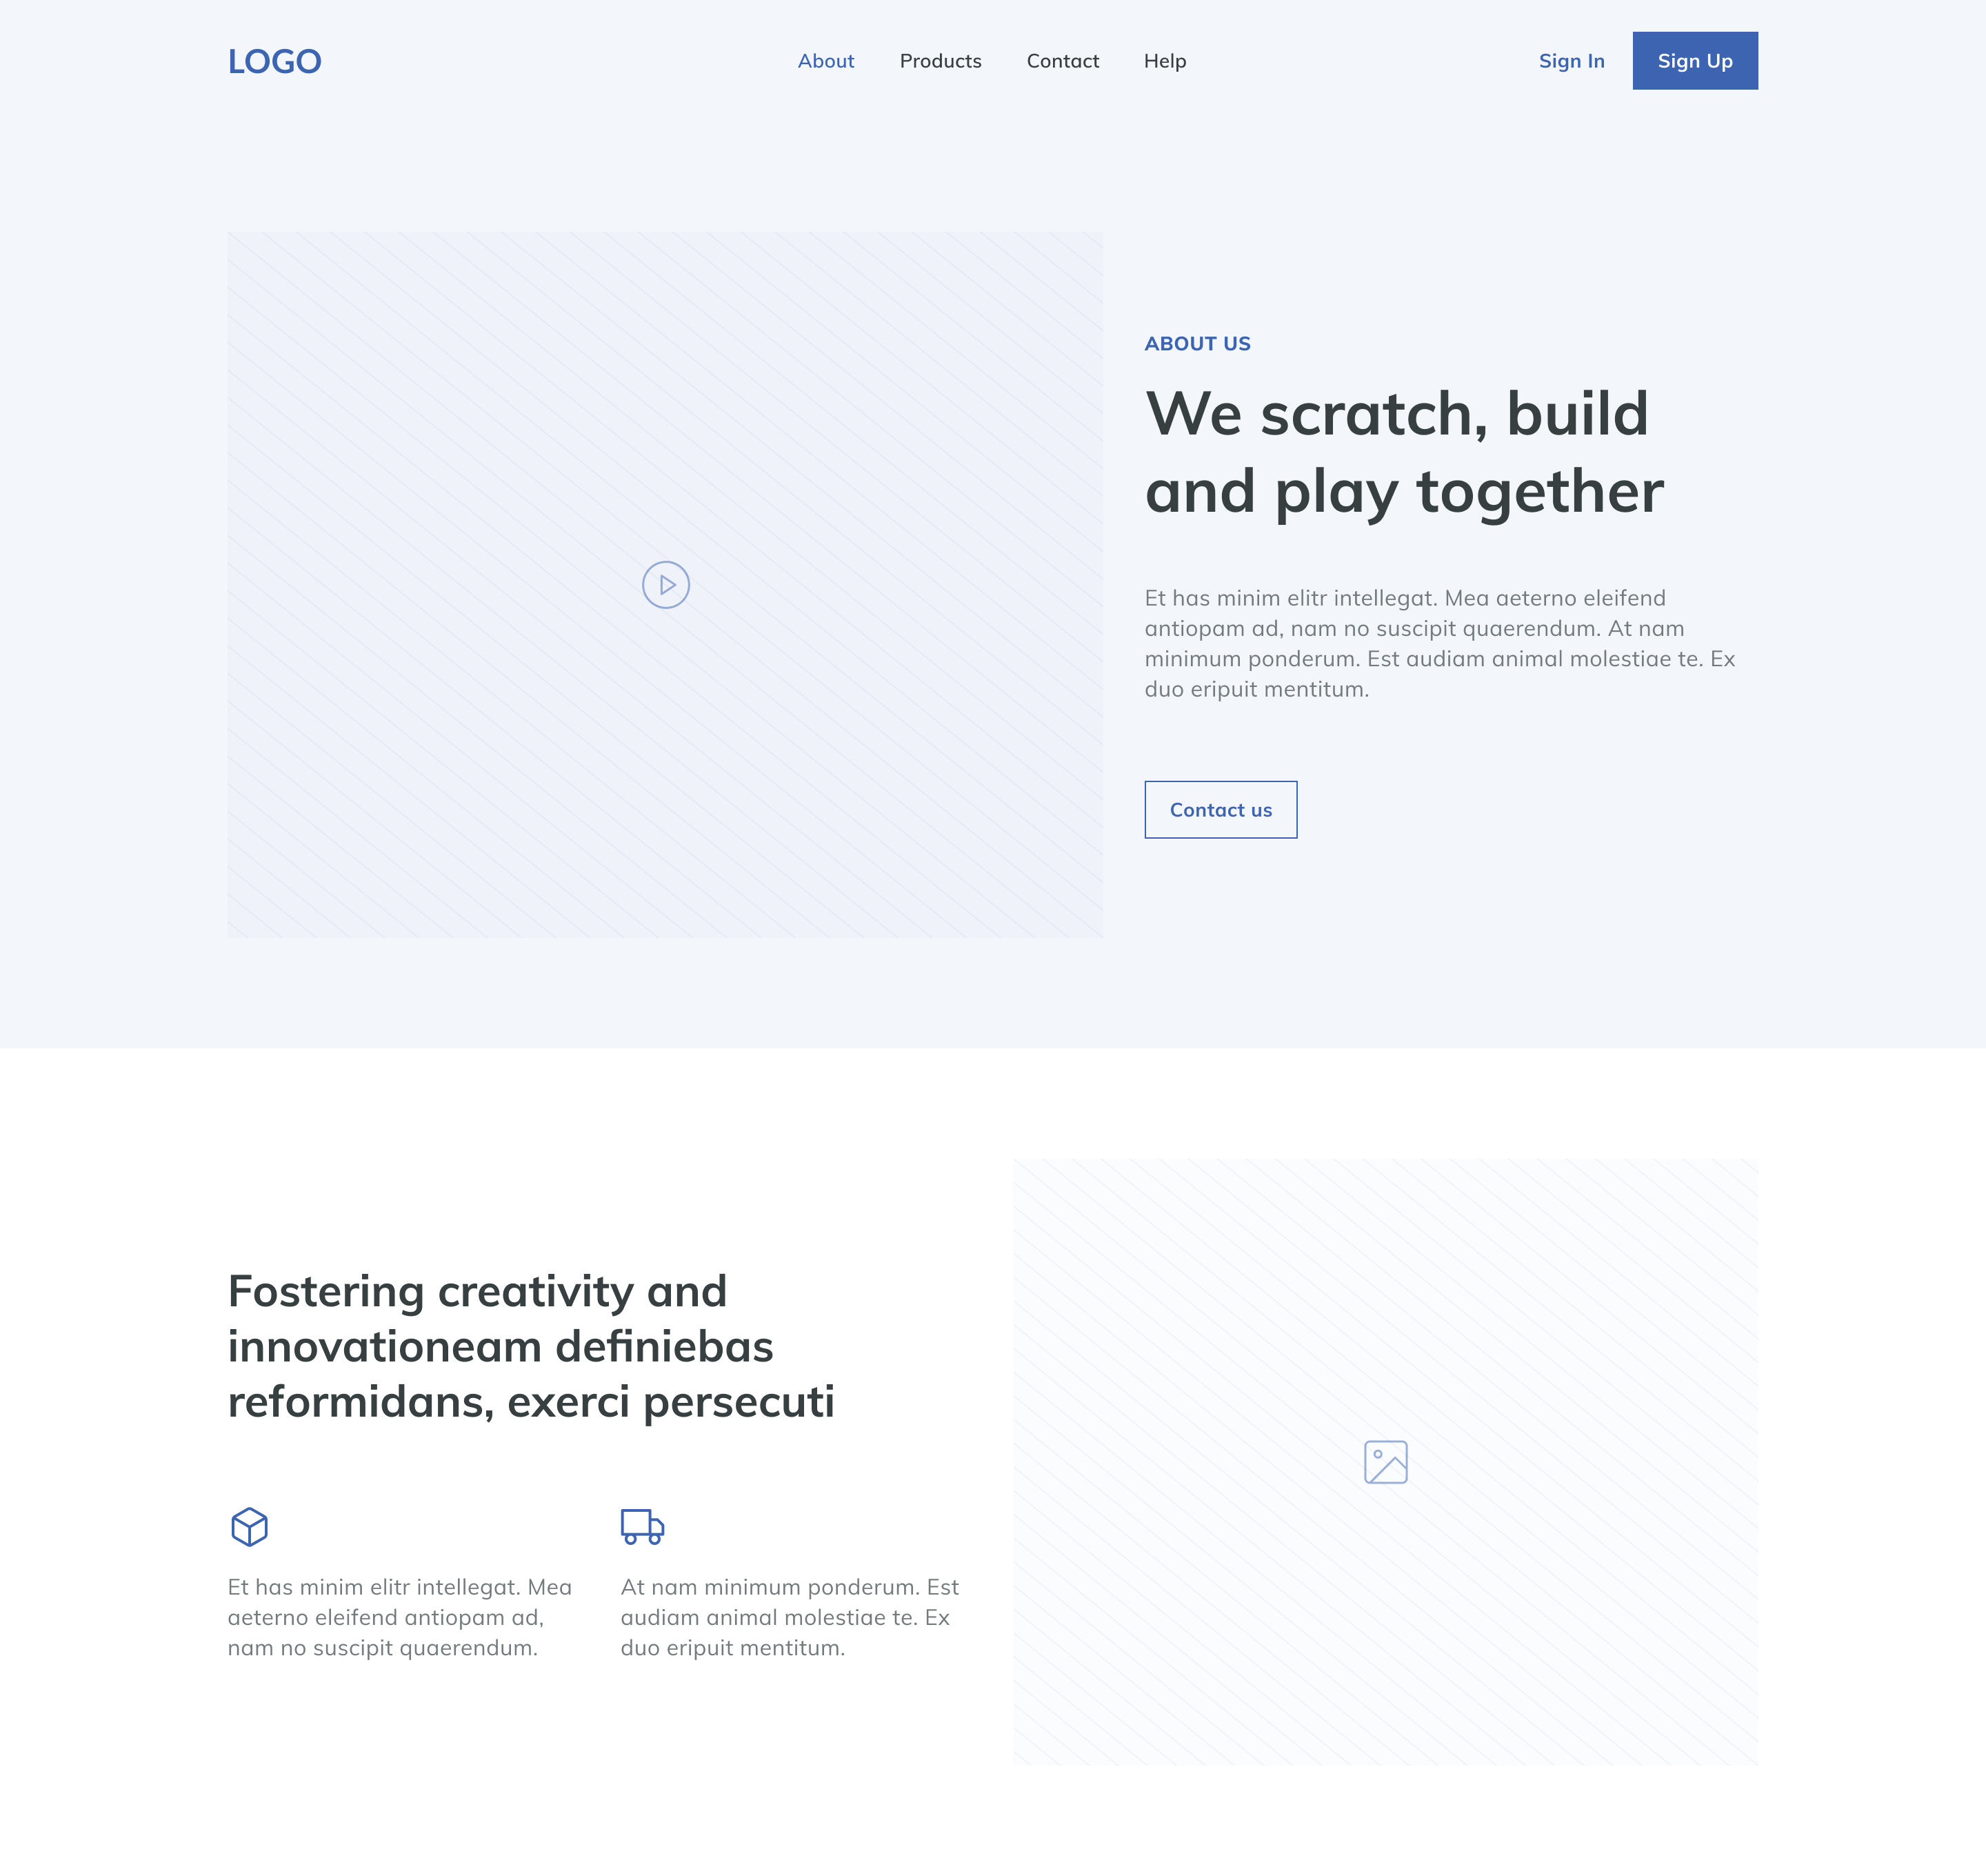 LOGO
About
Products
Contact
Help
Sign In
Sign Up
ABOUT US
We scratch, build
and play together
Et has minim elitr intellegat. Mea aeterno eleifend
antiopam ad, nam no suscipit quaerendum. At nam
minimum ponderum. Est audiam animal molestiae te. Ex
duo eripuit mentitum.
Contact us
Fostering creativity and
innovationeam definiebas
reformidans, exerci persecuti
Et has minim elitr intellegat. Mea
aeterno eleifend antiopam ad,
nam no suscipit quaerendum.
At nam minimum ponderum. Est
audiam animal molestiae te. Ex
duo eripuit mentitum.